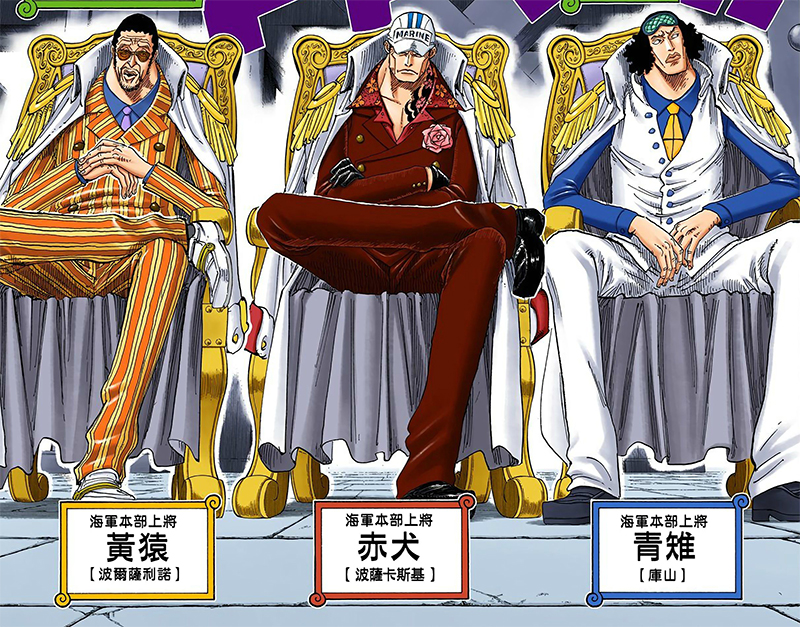 MARINE
海軍本部上將
黃猿
[波爾薩利諾]
海軍本部上將
赤犬
[波薩卡斯基]
海軍本部上將
青雉
[庫山]